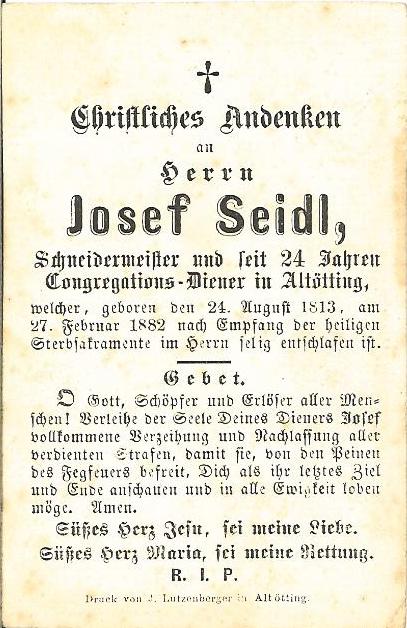 Christliches Andenken
an
Herrn
Josef Seidl,
Schneidermeister und seit 24 Jahren
Congregations-Diener in Altötting,
welcher, geboren den 24. August 1813, am
27. Februar 1882 nach Empfang der heiligen
Sterbsakramente im Herrn selig entschlafen ist.
Gebet.
O Gott, Schöpfer und Erlöser aller Men-
schen! Verleihe der Seele Deines Dieners Josef
vollkommene Verzeihung und Nachlassung aller
verdienten Strafen, damit sie, von den Peinen
des Fegfeuers befreit, Dich als ihr letztes Ziel
und Ende anschauen und in alle Ewigkeit loben
möge. Amen.
Süßes Herz Jesu, sei meine Liebe.
Süßes Herz Maria, sei meine Rettung.
R. I. P.
Druck von J. Lutzenberger in Altötting.